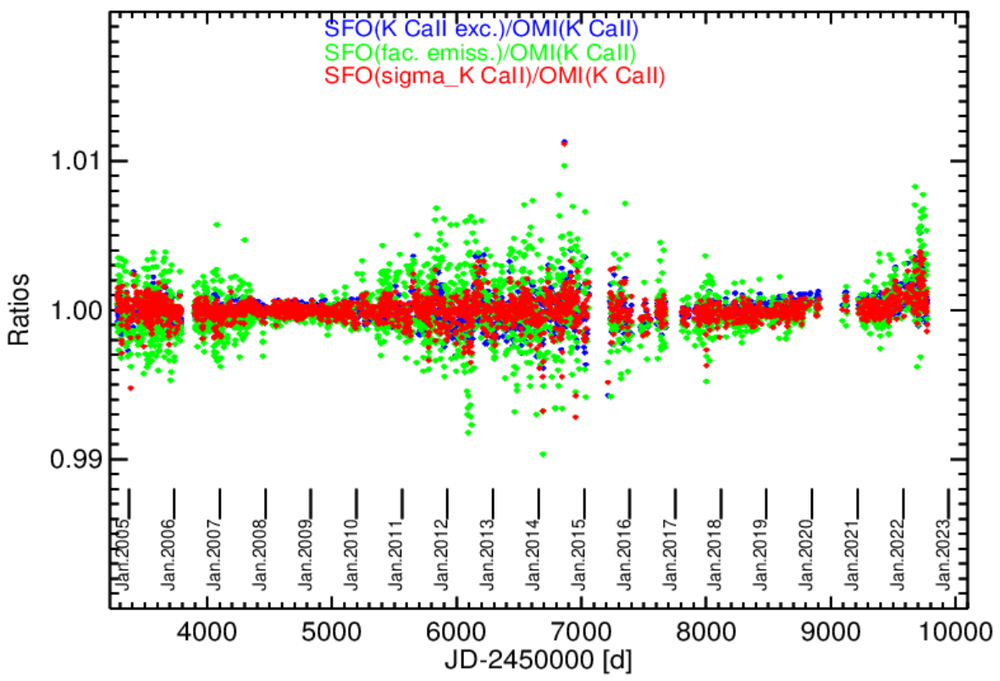 SFO(K CaII exc.)/OMI(K CaII)
SFO(fac. emiss.)/OMI(K CaII)
SFO(sigma_K CaII)/OMI(K CaII)
1.01
1.00
0.99
Ratios
Jan.2005
Jan.2006
Jan.2007
Jan.2008
Jan.2009
Jan.2010
Jan.2011
Jan.2012
Jan.2013
Jan.2014
Jan.2015
Jan.2016
Jan.2017
Jan.2018
Jan.2019
Jan.2020
Jan.2021
Jan.2022
Jan.2023
4000 5000 6000 7000 8000 9000 10000
JD-2450000 [d]